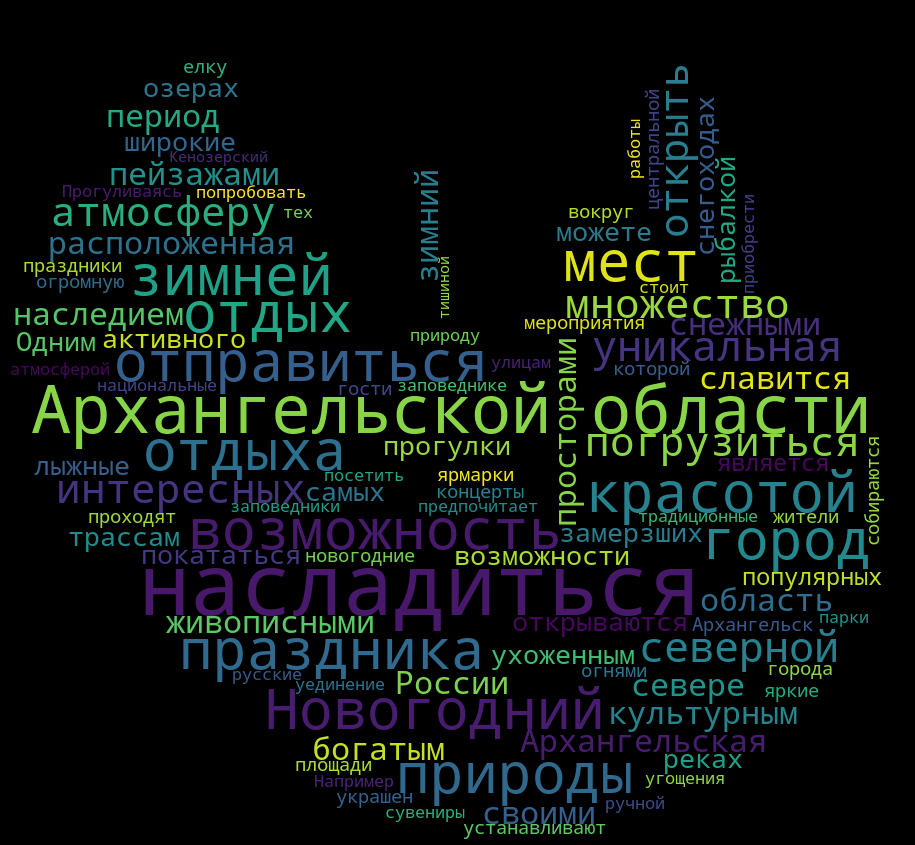 елку
озерах
период
широкие
Кенозерский
пейзажами
Прогуливаясь
попробовать
атмосферу
тех
расположенная
праздники
огромную
зимней
наследием
отдых
Одним
активного
атмосферой
отправиться
национальные
гости
заповеднике
природу
зимний
тишиной
улицам
работы
центральной
открыть
снегоходах
рыбалкой
приобрести
вокруг
можете
мест
стоит
множество
мероприятия
снежными
уникальная
которой
славится
Архангельской
области
отдыха
прогулки
просторами
погрузиться
является
собираются
лыжные
интересных
посетить
самых
ярмарки
концерты
красотой
заповедники
предпочитает
проходят
трассам
возможность
традиционные
жители
замерзших
город
покататься
новогодние
возможности
популярных
насладиться
область
живописными
открываются
Архангельск
парки
праздника
ухоженным
северной
русские
уединение
России
огнями
города
севере
яркие
Новогодний
культурным
Архангельская
богатым
площади
природы
реках
Например
угощения
украшен
сувениры
своими
ручной
устанавливают